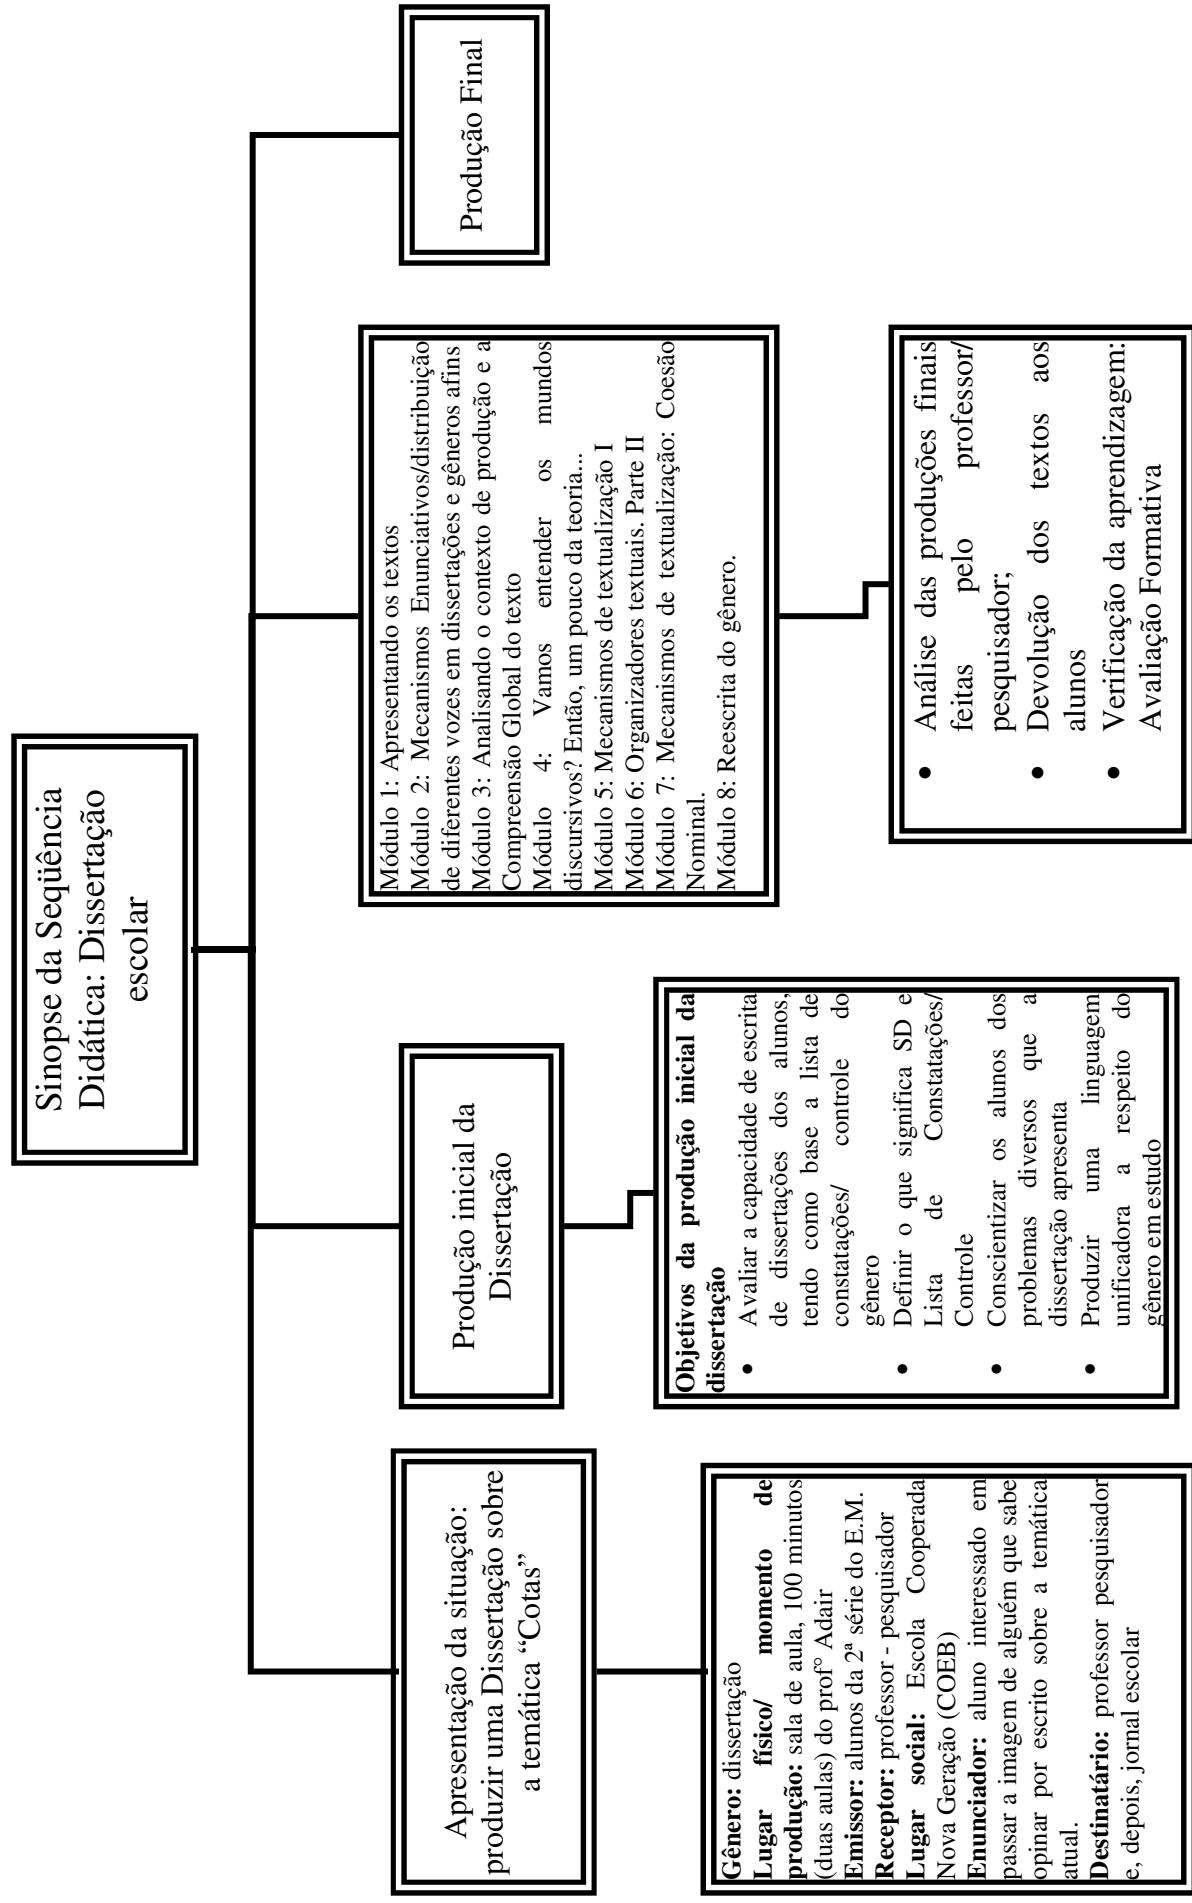 Sinopse da Seqüência
Didática: Dissertação
escolar
Apresentação da situação:
produzir uma Dissertação sobre
a temática “Cotas”
Gênero: dissertação
Lugar físico/ momento de
produção: sala de aula, 100 minutos
(duas aulas) do prof° Adair
Emissor: alunos da 2ª série do E.M.
Receptor: professor - pesquisador
Lugar social: Escola Cooperada
Nova Geração (COEB)
Enunciador: aluno interessado em
passar a imagem de alguém que sabe
opinar por escrito sobre a temática
atual.
Destinatário: professor pesquisador
e, depois, jornal escolar
Produção inicial da
Dissertação
Objetivos da produção inicial da
dissertação
• Avaliar a capacidade de escrita
de dissertações dos alunos,
tendo como base a lista de
constatações/ controle do
gênero
• Definir o que significa SD e
Lista de Constatações/
Controle
• Conscientizar os alunos dos
problemas diversos que a
dissertação apresenta
• Produzir uma linguagem
unificadora a respeito do
gênero em estudo
Módulo 1: Apresentando os textos
Módulo 2: Mecanismos Enunciativos/distribuição
de diferentes vozes em dissertações e gêneros afins
Módulo 3: Analisando o contexto de produção e a
Compreensão Global do texto
Módulo 4: Vamos entender os mundos
discursivos? Então, um pouco da teoria...
Módulo 5: Mecanismos de textualização I
Módulo 6: Organizadores textuais. Parte II
Módulo 7: Mecanismos de textualização: Coesão
Nominal.
Módulo 8: Reescrita do gênero.
• Análise das produções finais
feitas pelo professor/
pesquisador;
• Devolução dos textos aos
alunos
• Verificação da aprendizagem:
Avaliação Formativa
Produção Final